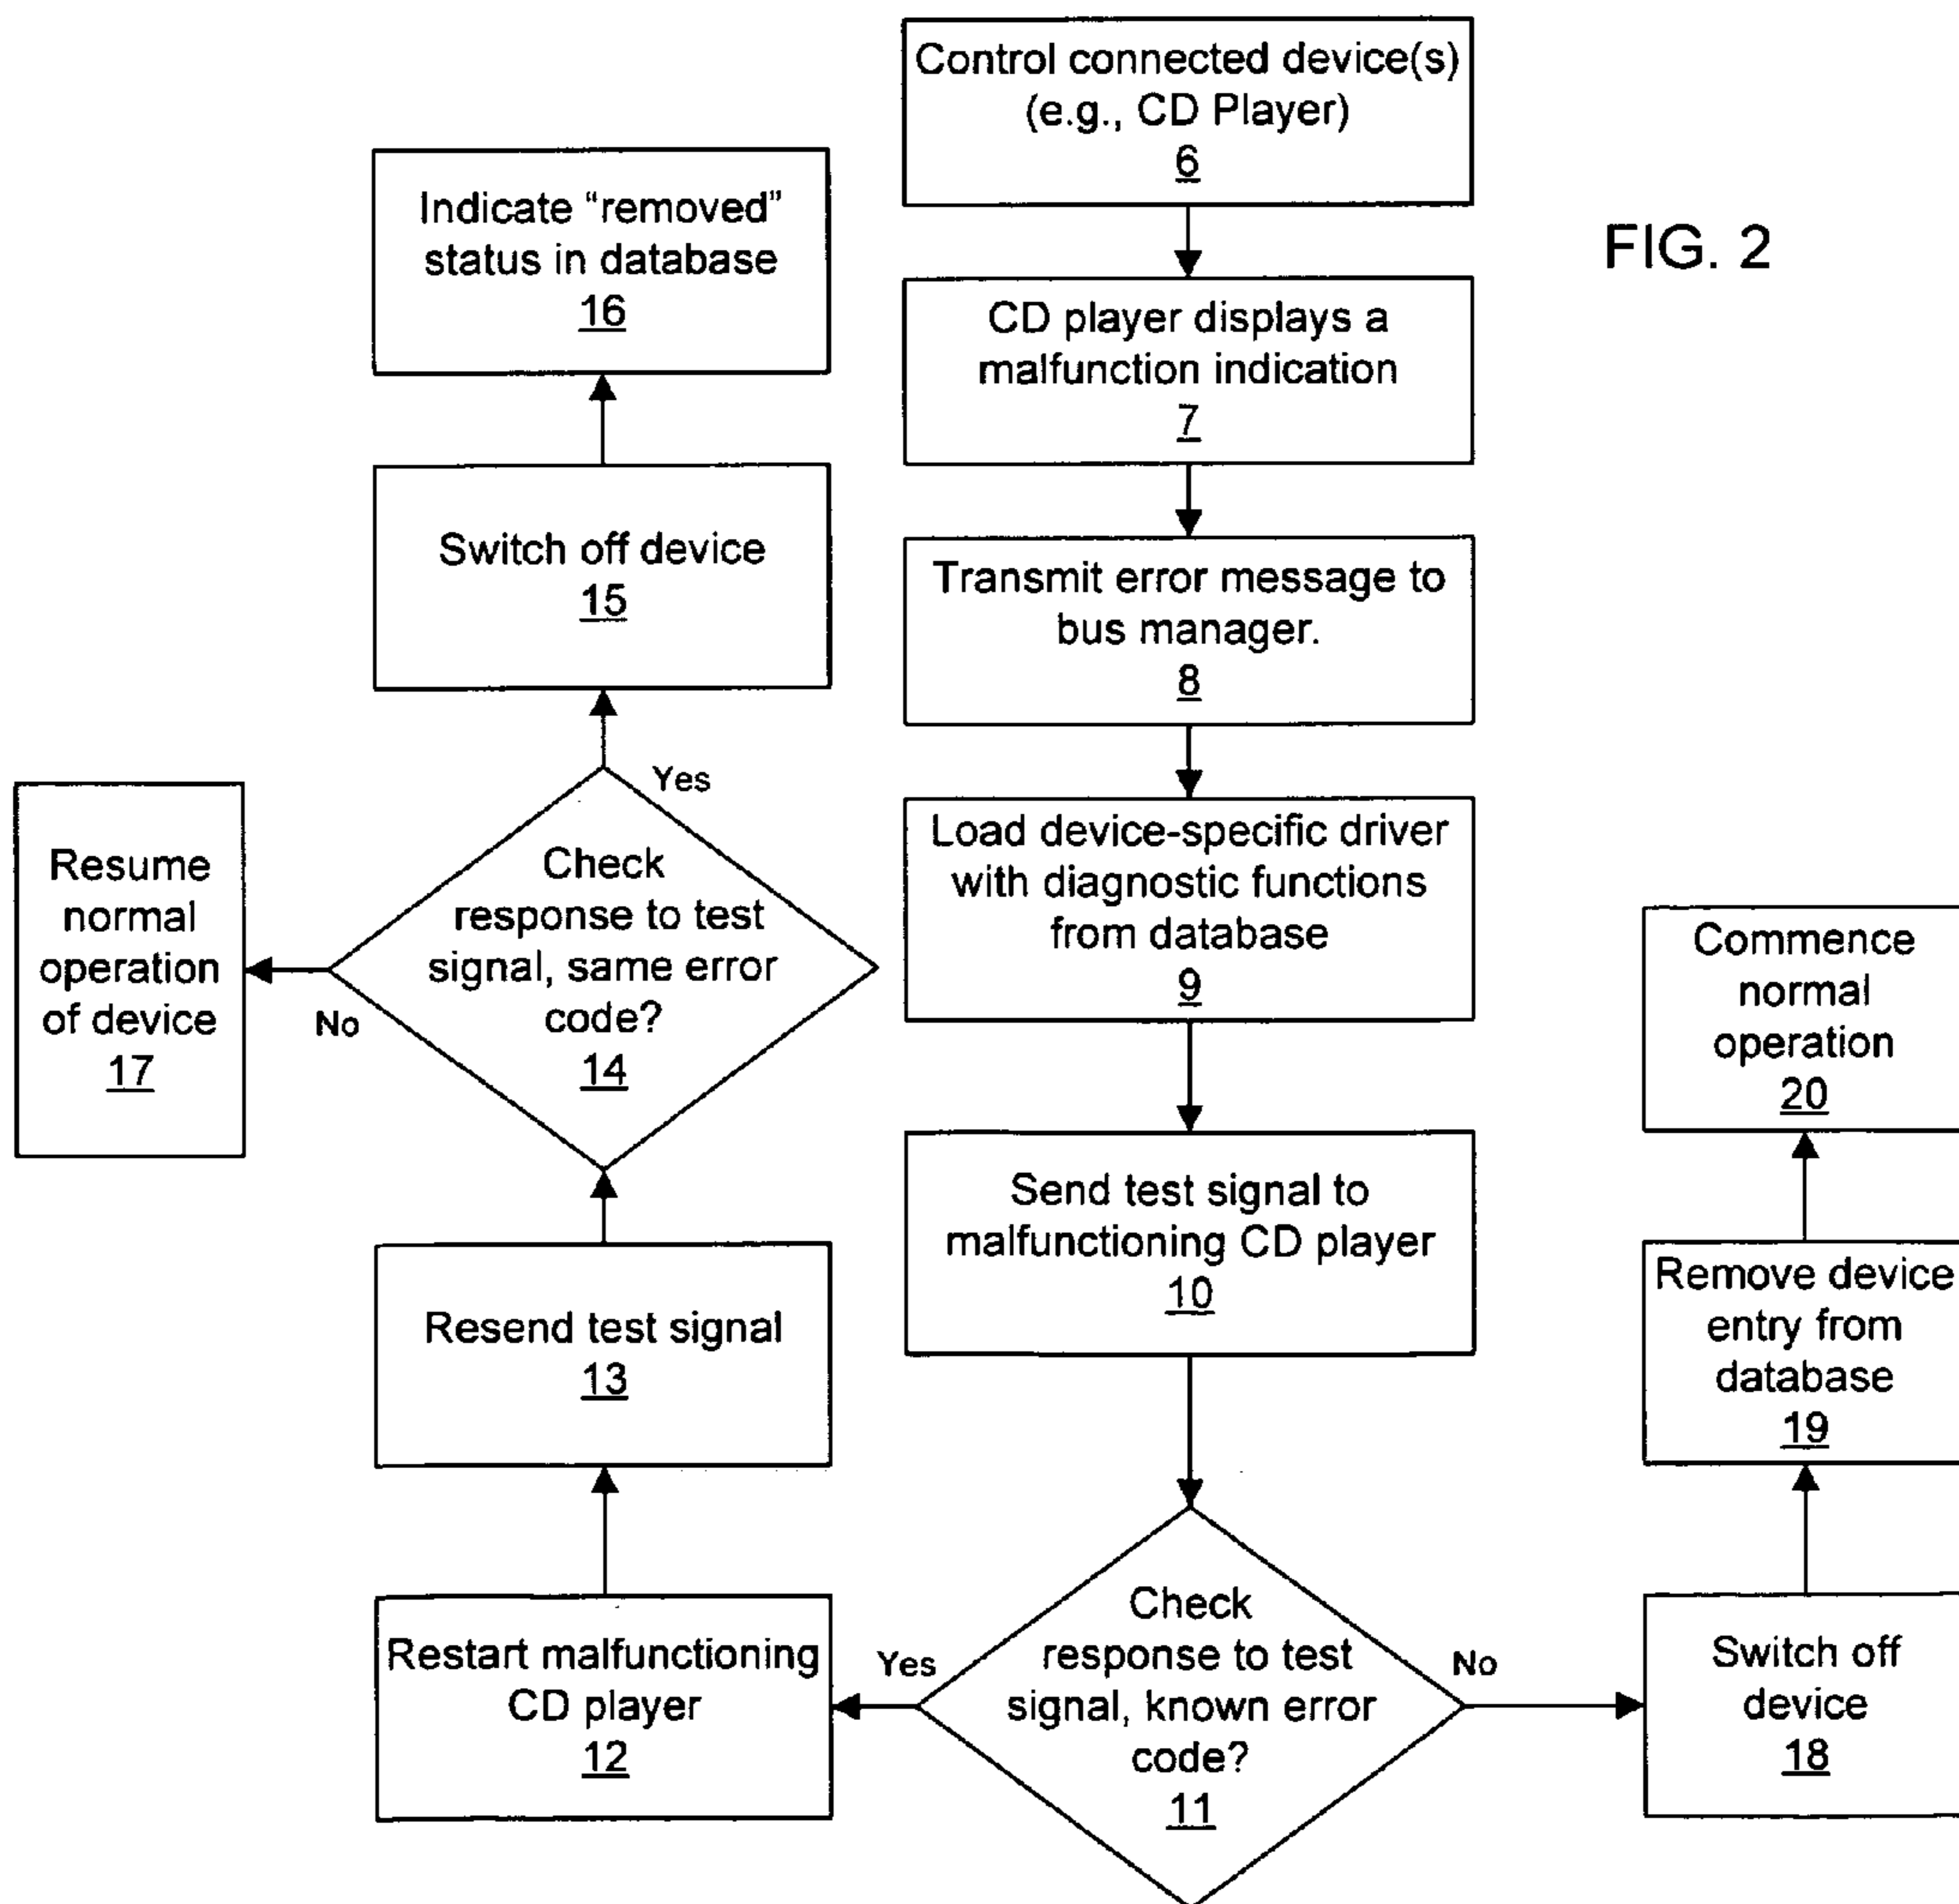 Control connected device(s)
(e.g., CD Player)
6
FIG. 2
CD player displays a
malfunction indication
7
Transmit error message to
bus manager.
8
Load device-specific driver
with diagnostic functions
from database
9
Send test signal to
malfunctioning CD player
10
Check
response to test
signal, known error
code?
11
Yes
No
Restart malfunctioning
CD player
12
Resend test signal
13
Check
response to test
signal, same error
code?
14
Yes
No
Switch off device
15
Indicate “removed”
status in database
16
Resume
normal
operation
of device
17
Switch off
device
18
Remove device
entry from
database
19
Commence
normal
operation
20